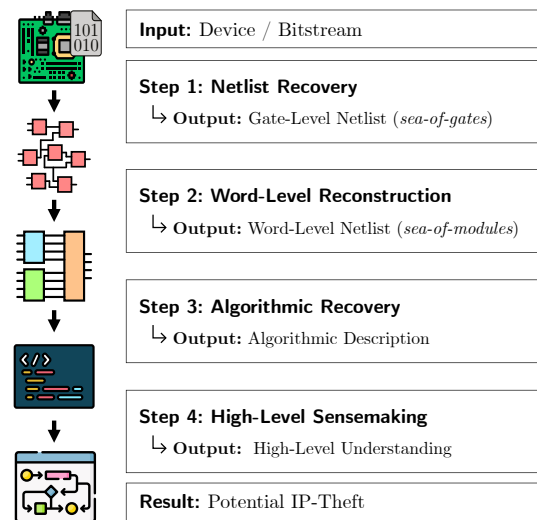 101
010
Input: Device / Bitstream
Step 1: Netlist Recovery
↳ Output: Gate-Level Netlist (sea-of-gates)
Step 2: Word-Level Reconstruction
↳ Output: Word-Level Netlist (sea-of-modules)
Step 3: Algorithmic Recovery
↳ Output: Algorithmic Description
</>
Step 4: High-Level Sensemaking
↳ Output: High-Level Understanding
Result: Potential IP-Theft